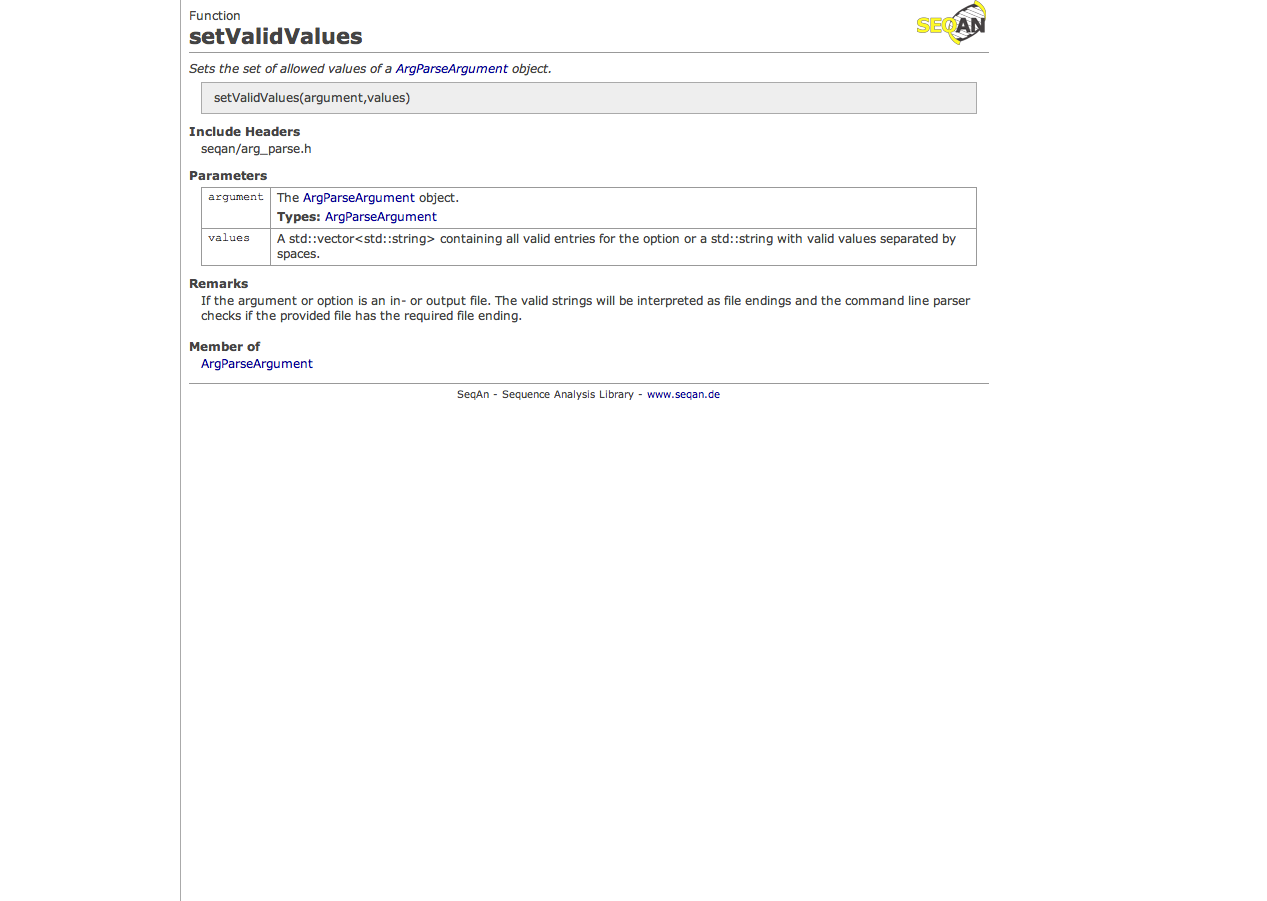 Function
SEQAN
setValidValues
Sets the set of allowed values of a ArgParseArgument object.
setValidValues(argument,values)
Include Headers
seqan/arg_parse.h
Parameters
argument The ArgParseArgument object.
Types: ArgParseArgument
values A std::vector<std::string> containing all valid entries for the option or a std::string with valid values separated by
spaces.
Remarks
If the argument or option is an in- or output file. The valid strings will be interpreted as file endings and the command line parser
checks if the provided file has the required file ending.
Member of
ArgParseArgument
SeqAn - Sequence Analysis Library - www.seqan.de